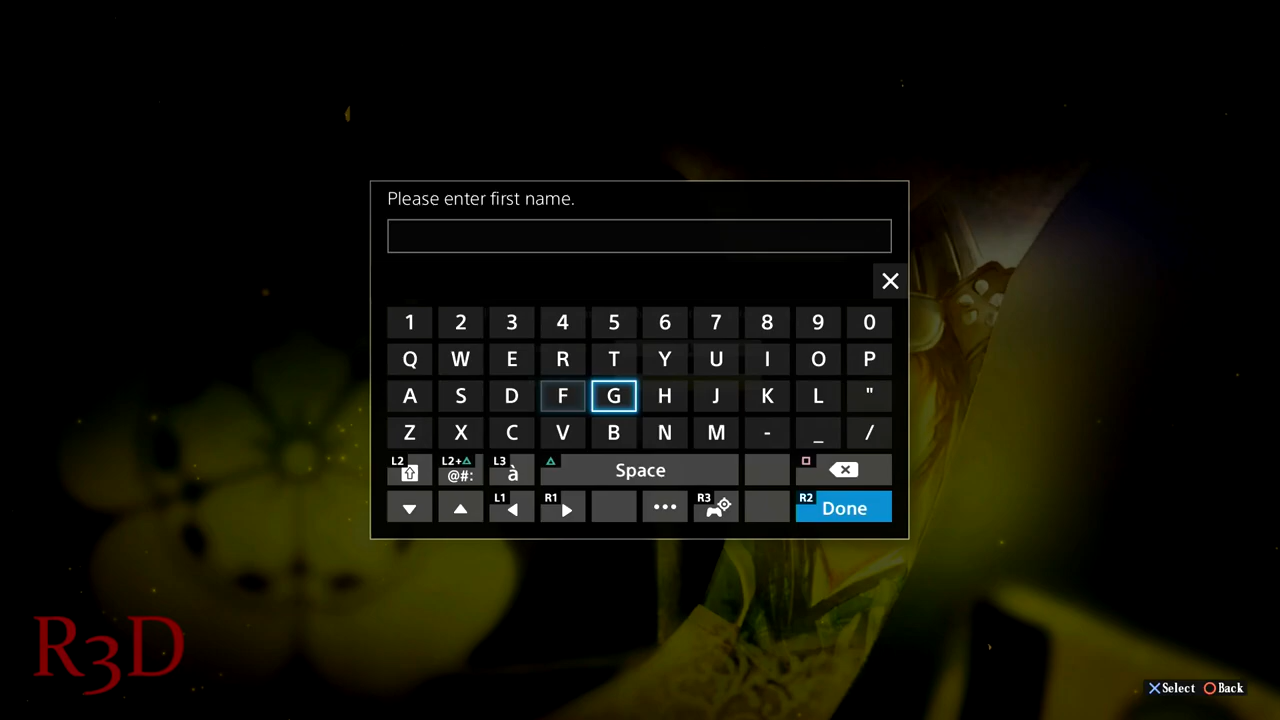 Please enter first name.
1 2 3 4 5 6 7 8 9 0
Q W E R T Y U I O P
A S D F G H J K L "
Z X C V B N M - _ /
L2 L2+△ @#: L3 à △ Space □
L1 R1 ••• R3 R2 Done
R3D
Select Back